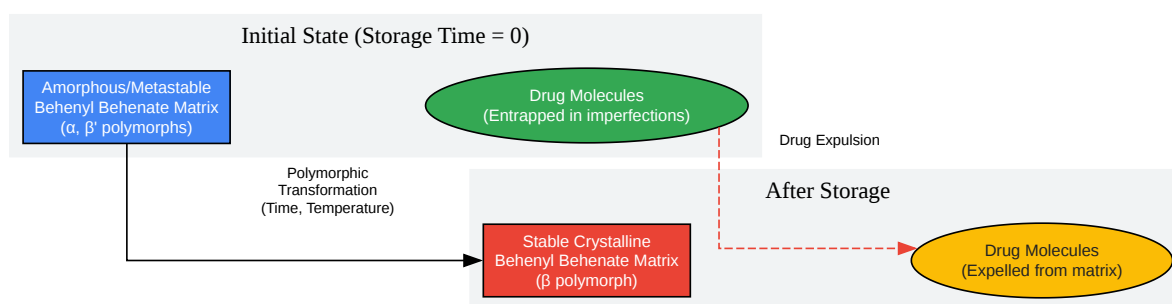 Initial State (Storage Time = 0)
Amorphous/Metastable
Behenyl Behenate Matrix
(α, β' polymorphs)
Drug Molecules
(Entrapped in imperfections)
Drug Expulsion
Polymorphic
Transformation
(Time, Temperature)
After Storage
Stable Crystalline
Behenyl Behenate Matrix
(β polymorph)
Drug Molecules
(Expelled from matrix)